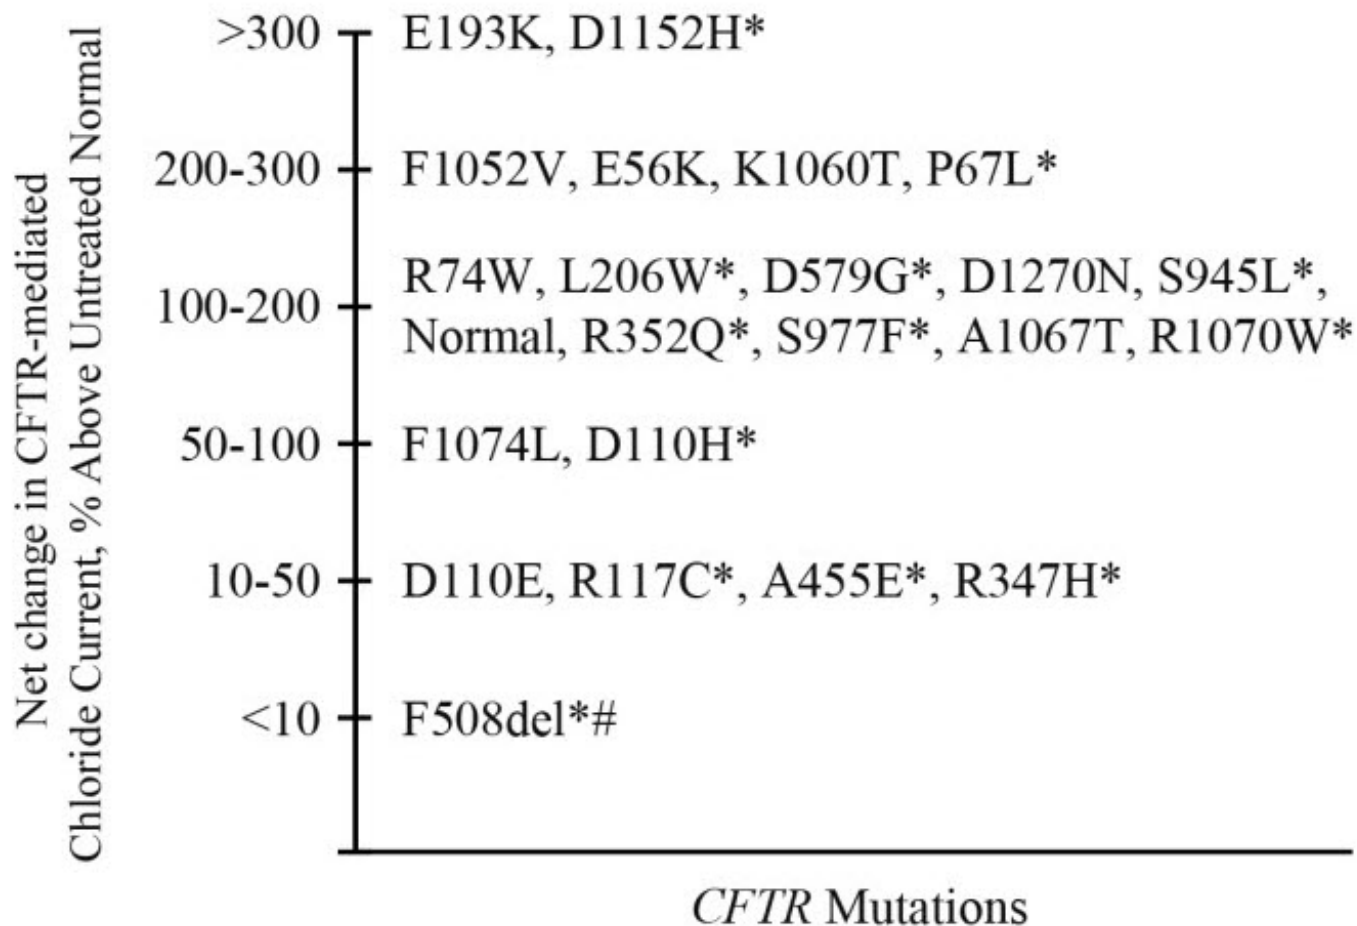 Net change in CFTR-mediated
Chloride Current, % Above Untreated Normal
>300 E193K, D1152H*
200-300 F1052V, E56K, K1060T, P67L*
R74W, L206W*, D579G*, D1270N, S945L*,
100-200
Normal, R352Q*, S977F*, A1067T, R1070W*
50-100 F1074L, D110H*
10-50 D110E, R117C*, A455E*, R347H*
<10 F508del*#
CFTR Mutations